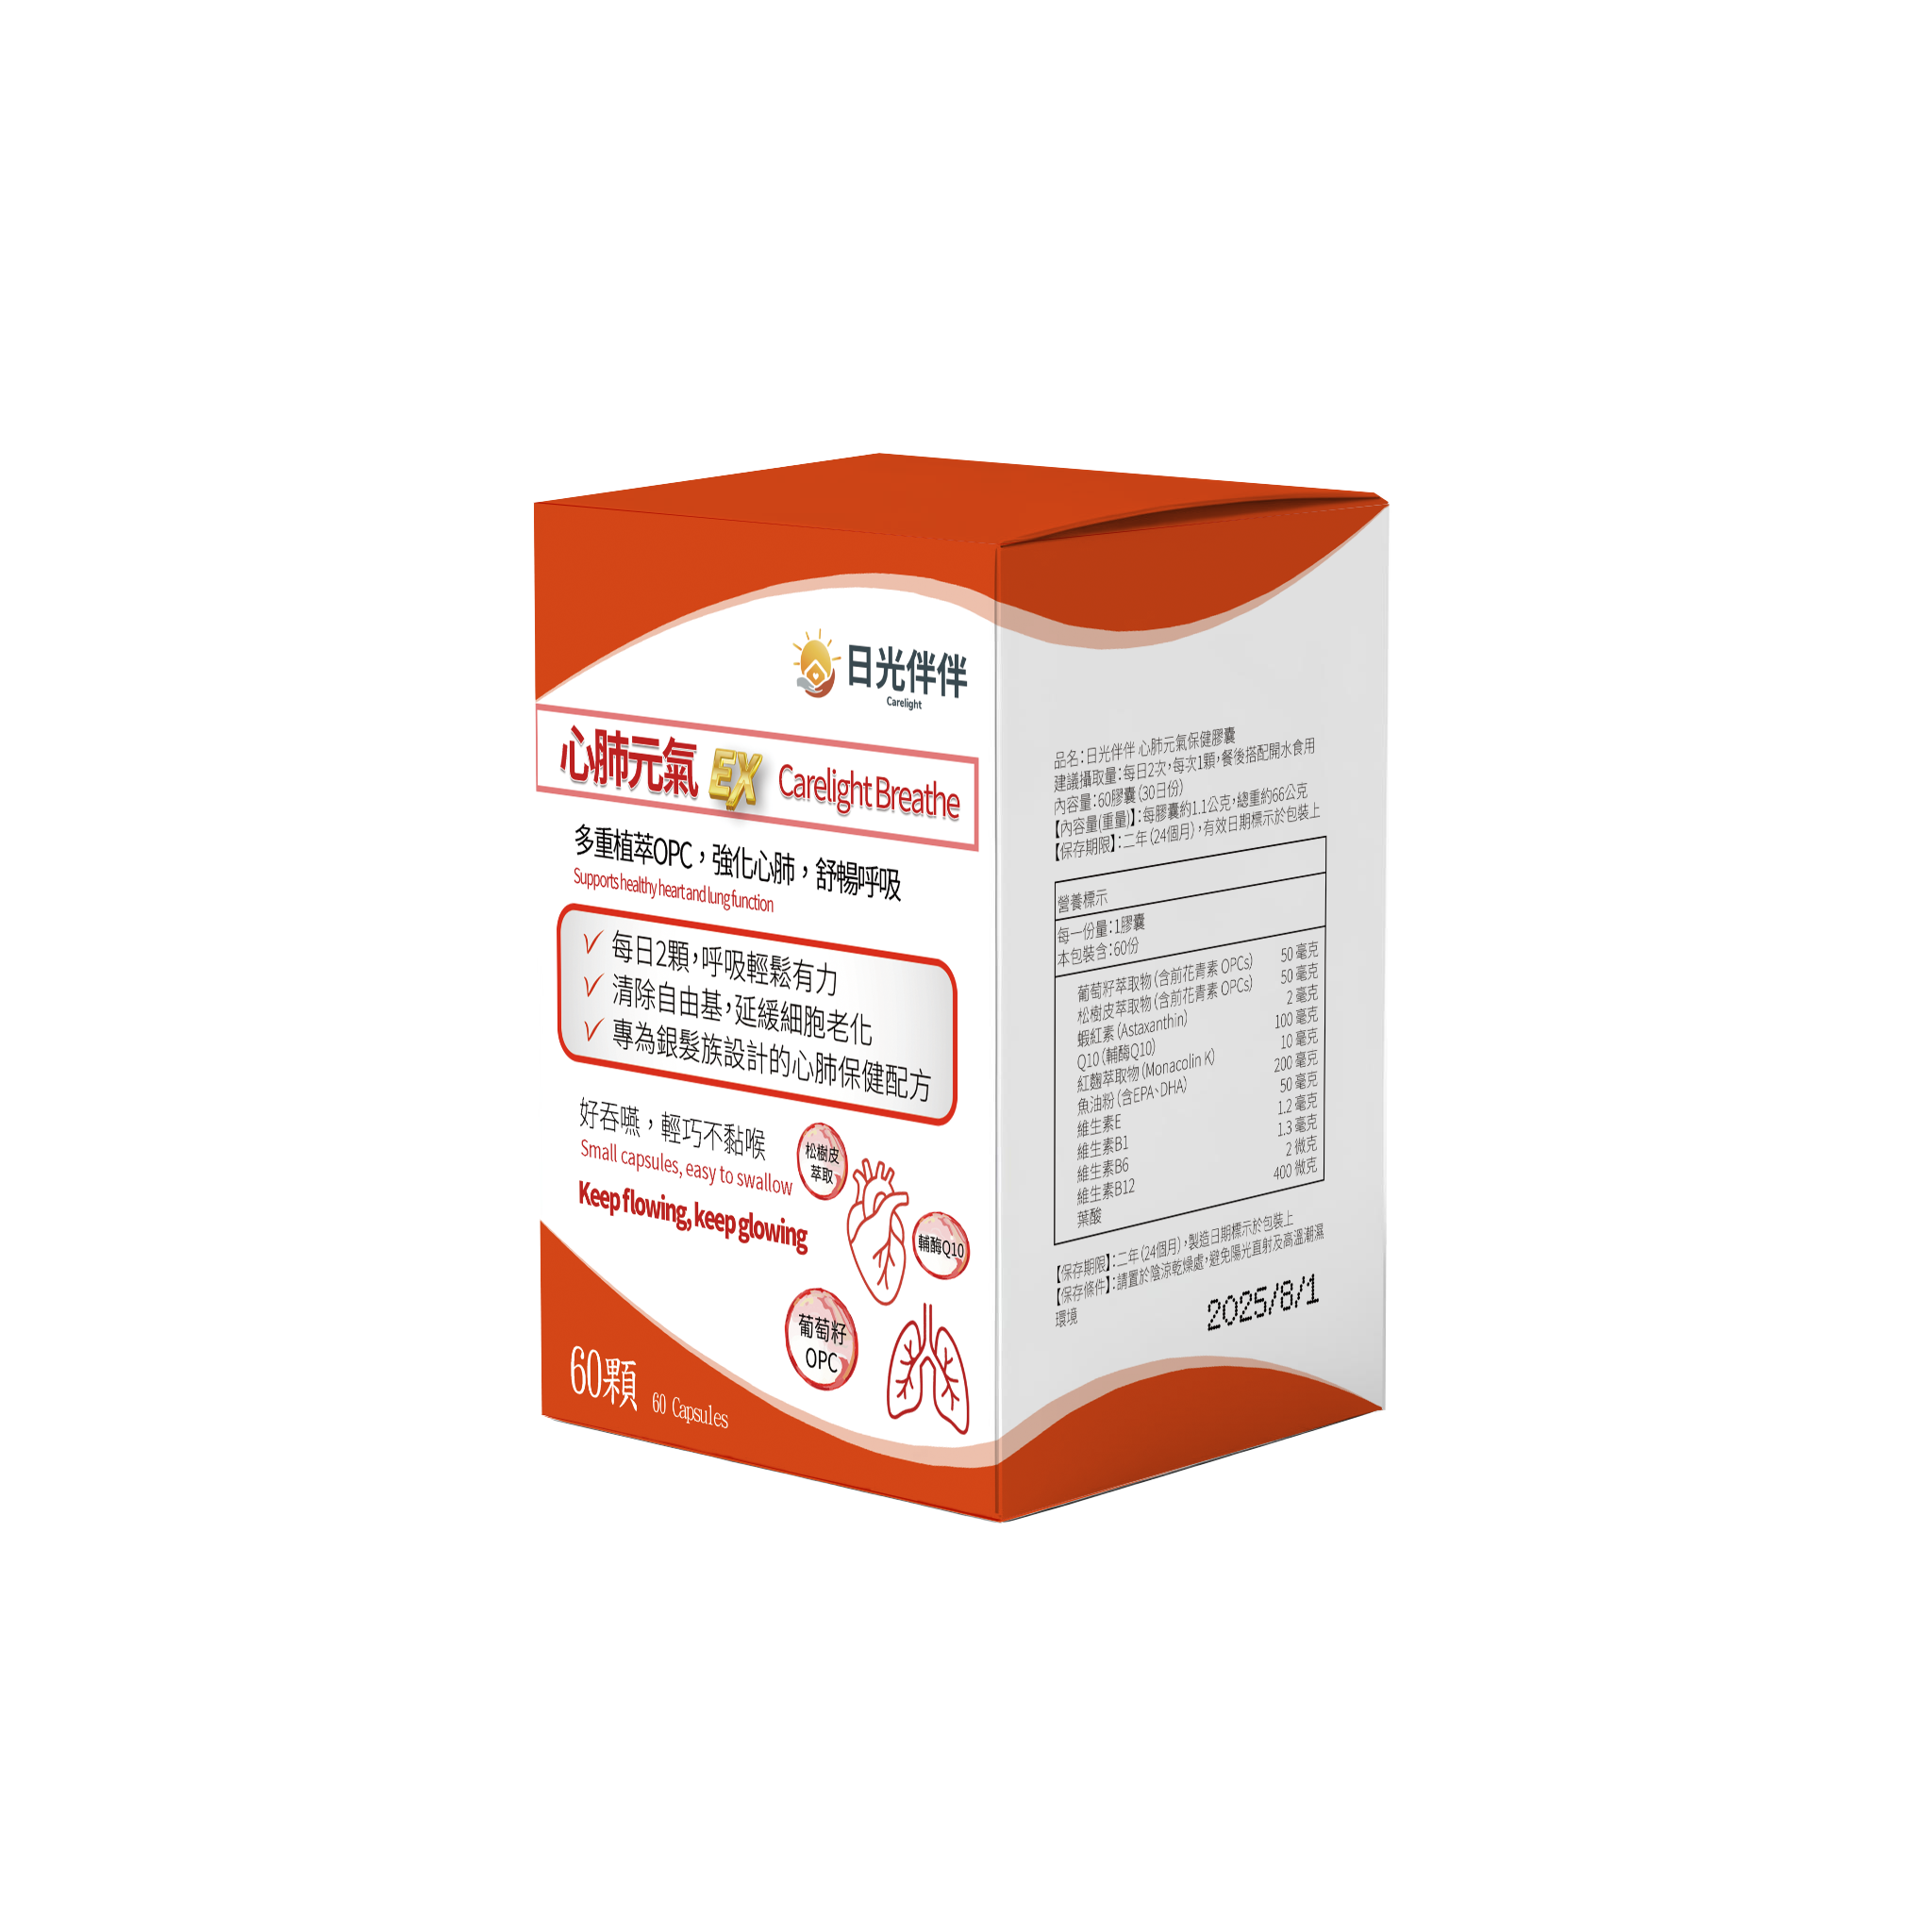 日光伴伴
Carelight
心肺元氣 EX Carelight Breathe
多重植萃OPC，強化心肺，舒暢呼吸
Supports healthy heart and lung function
每日2顆，呼吸輕鬆有力
清除自由基，延緩細胞老化
專為銀髮族設計的心肺保健配方
好吞嚥，輕巧不黏喉
Small capsules, easy to swallow
Keep flowing, keep glowing
松樹皮
萃取
輔酶Q10
葡萄籽
OPC
60顆 60 Capsules
品名：日光伴伴 心肺元氣保健膠囊
建議攝取量：每日2次，每次1顆，餐後搭配開水食用
內容量：60膠囊（30日份）
【內容量(重量)】：每膠囊約1.1公克，總重約66公克
【保存期限】：二年（24個月），有效日期標示於包裝上
營養標示
每一份量：1膠囊
本包裝含：60份
葡萄籽萃取物（含前花青素 OPCs） 50 毫克
松樹皮萃取物（含前花青素 OPCs） 50 毫克
蝦紅素（Astaxanthin） 2 毫克
Q10（輔酶Q10） 100 毫克
紅麴萃取物（Monacolin K） 10 毫克
魚油粉（含EPA、DHA） 200 毫克
維生素E 50 毫克
維生素B1 1.2 毫克
維生素B6 1.3 毫克
維生素B12 2 微克
葉酸 400 微克
【保存期限】：二年（24個月），製造日期標示於包裝上
【保存條件】：請置於陰涼乾燥處，避免陽光直射及高溫潮濕
環境
2025/8/1